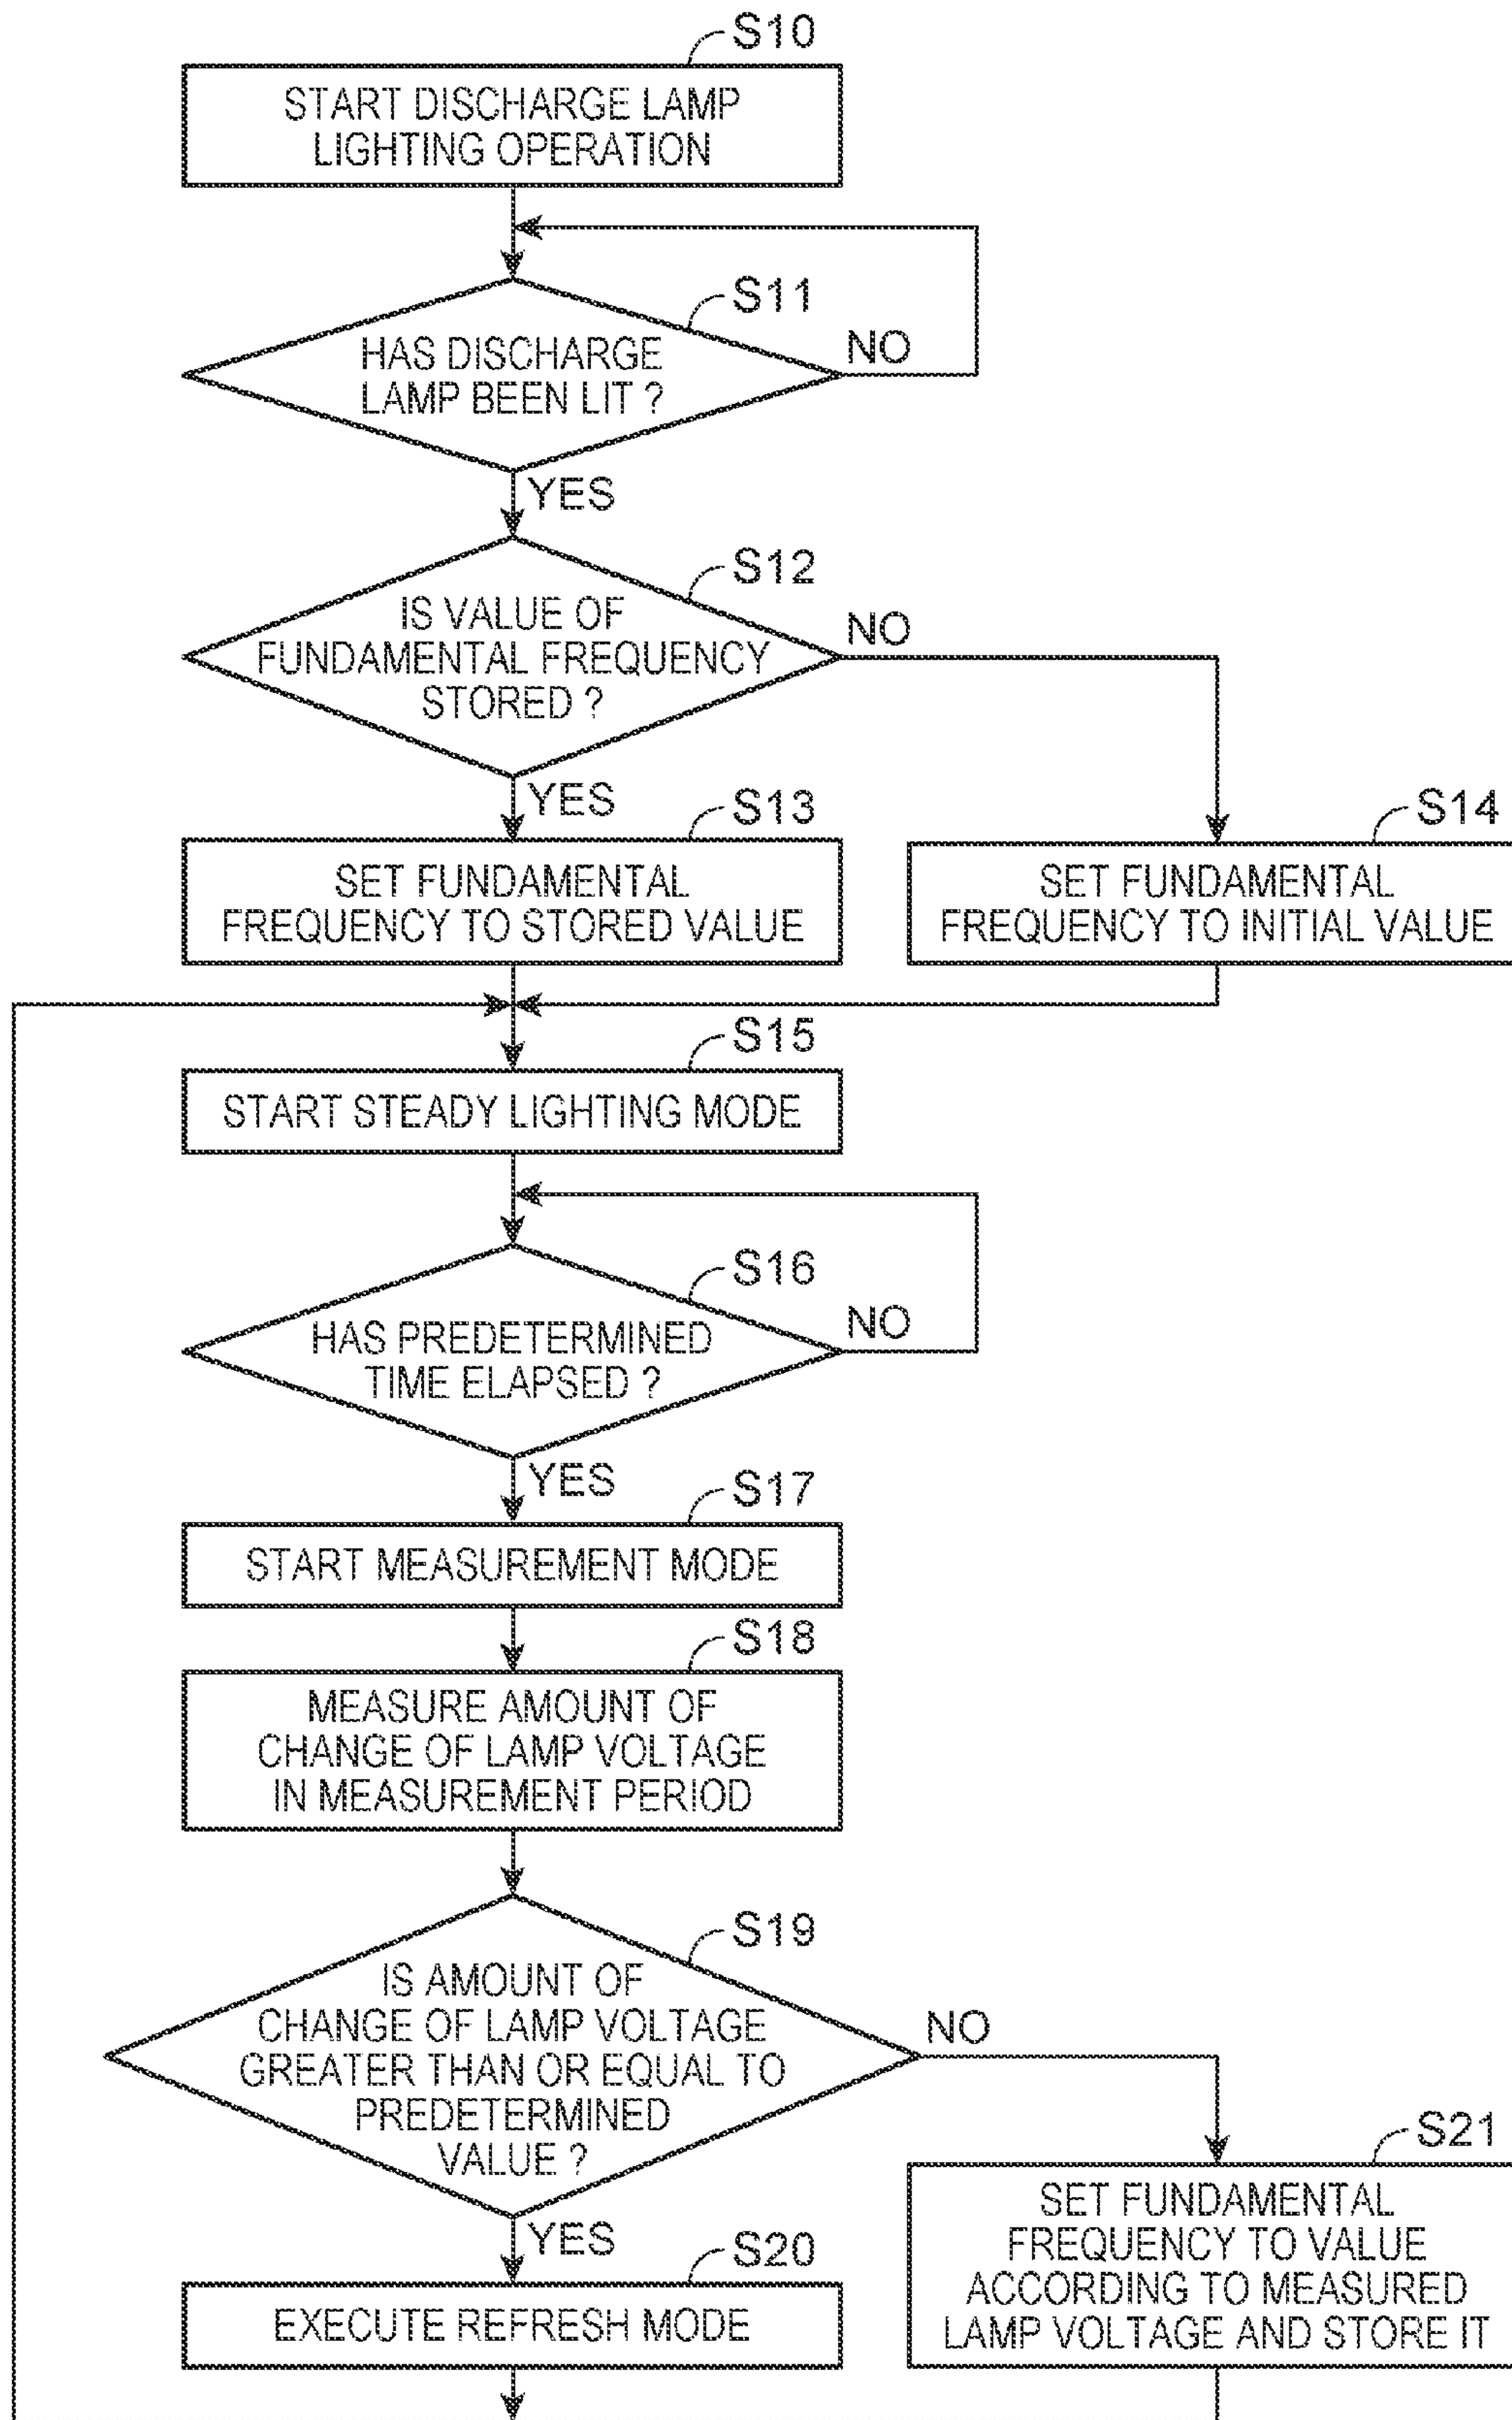 S10
START DISCHARGE LAMP
LIGHTING OPERATION
S11
HAS DISCHARGE
LAMP BEEN LIT ?
NO
YES
S12
IS VALUE OF
FUNDAMENTAL FREQUENCY
STORED ?
NO
YES
S13
SET FUNDAMENTAL
FREQUENCY TO STORED VALUE
S14
SET FUNDAMENTAL
FREQUENCY TO INITIAL VALUE
S15
START STEADY LIGHTING MODE
S16
HAS PREDETERMINED
TIME ELAPSED ?
NO
YES
S17
START MEASUREMENT MODE
S18
MEASURE AMOUNT OF
CHANGE OF LAMP VOLTAGE
IN MEASUREMENT PERIOD
S19
IS AMOUNT OF
CHANGE OF LAMP VOLTAGE
GREATER THAN OR EQUAL TO
PREDETERMINED
VALUE ?
NO
YES
S20
EXECUTE REFRESH MODE
S21
SET FUNDAMENTAL
FREQUENCY TO VALUE
ACCORDING TO MEASURED
LAMP VOLTAGE AND STORE IT